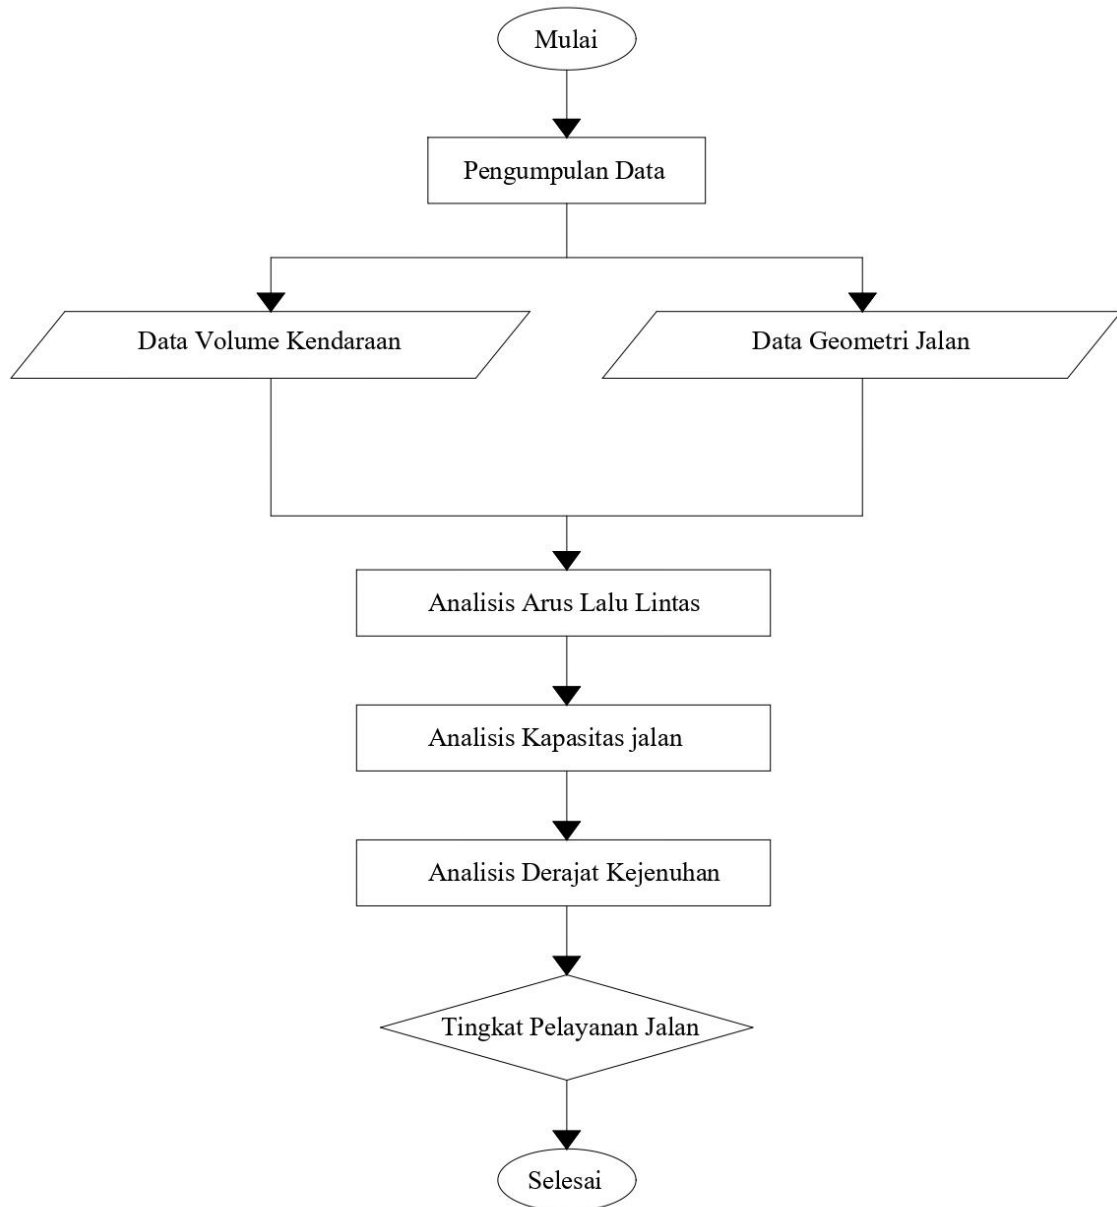 Mulai
Pengumpulan Data
Data Volume Kendaraan
Data Geometri Jalan
Analisis Arus Lalu Lintas
Analisis Kapasitas jalan
Analisis Derajat Kejenuhan
Tingkat Pelayanan Jalan
Selesai